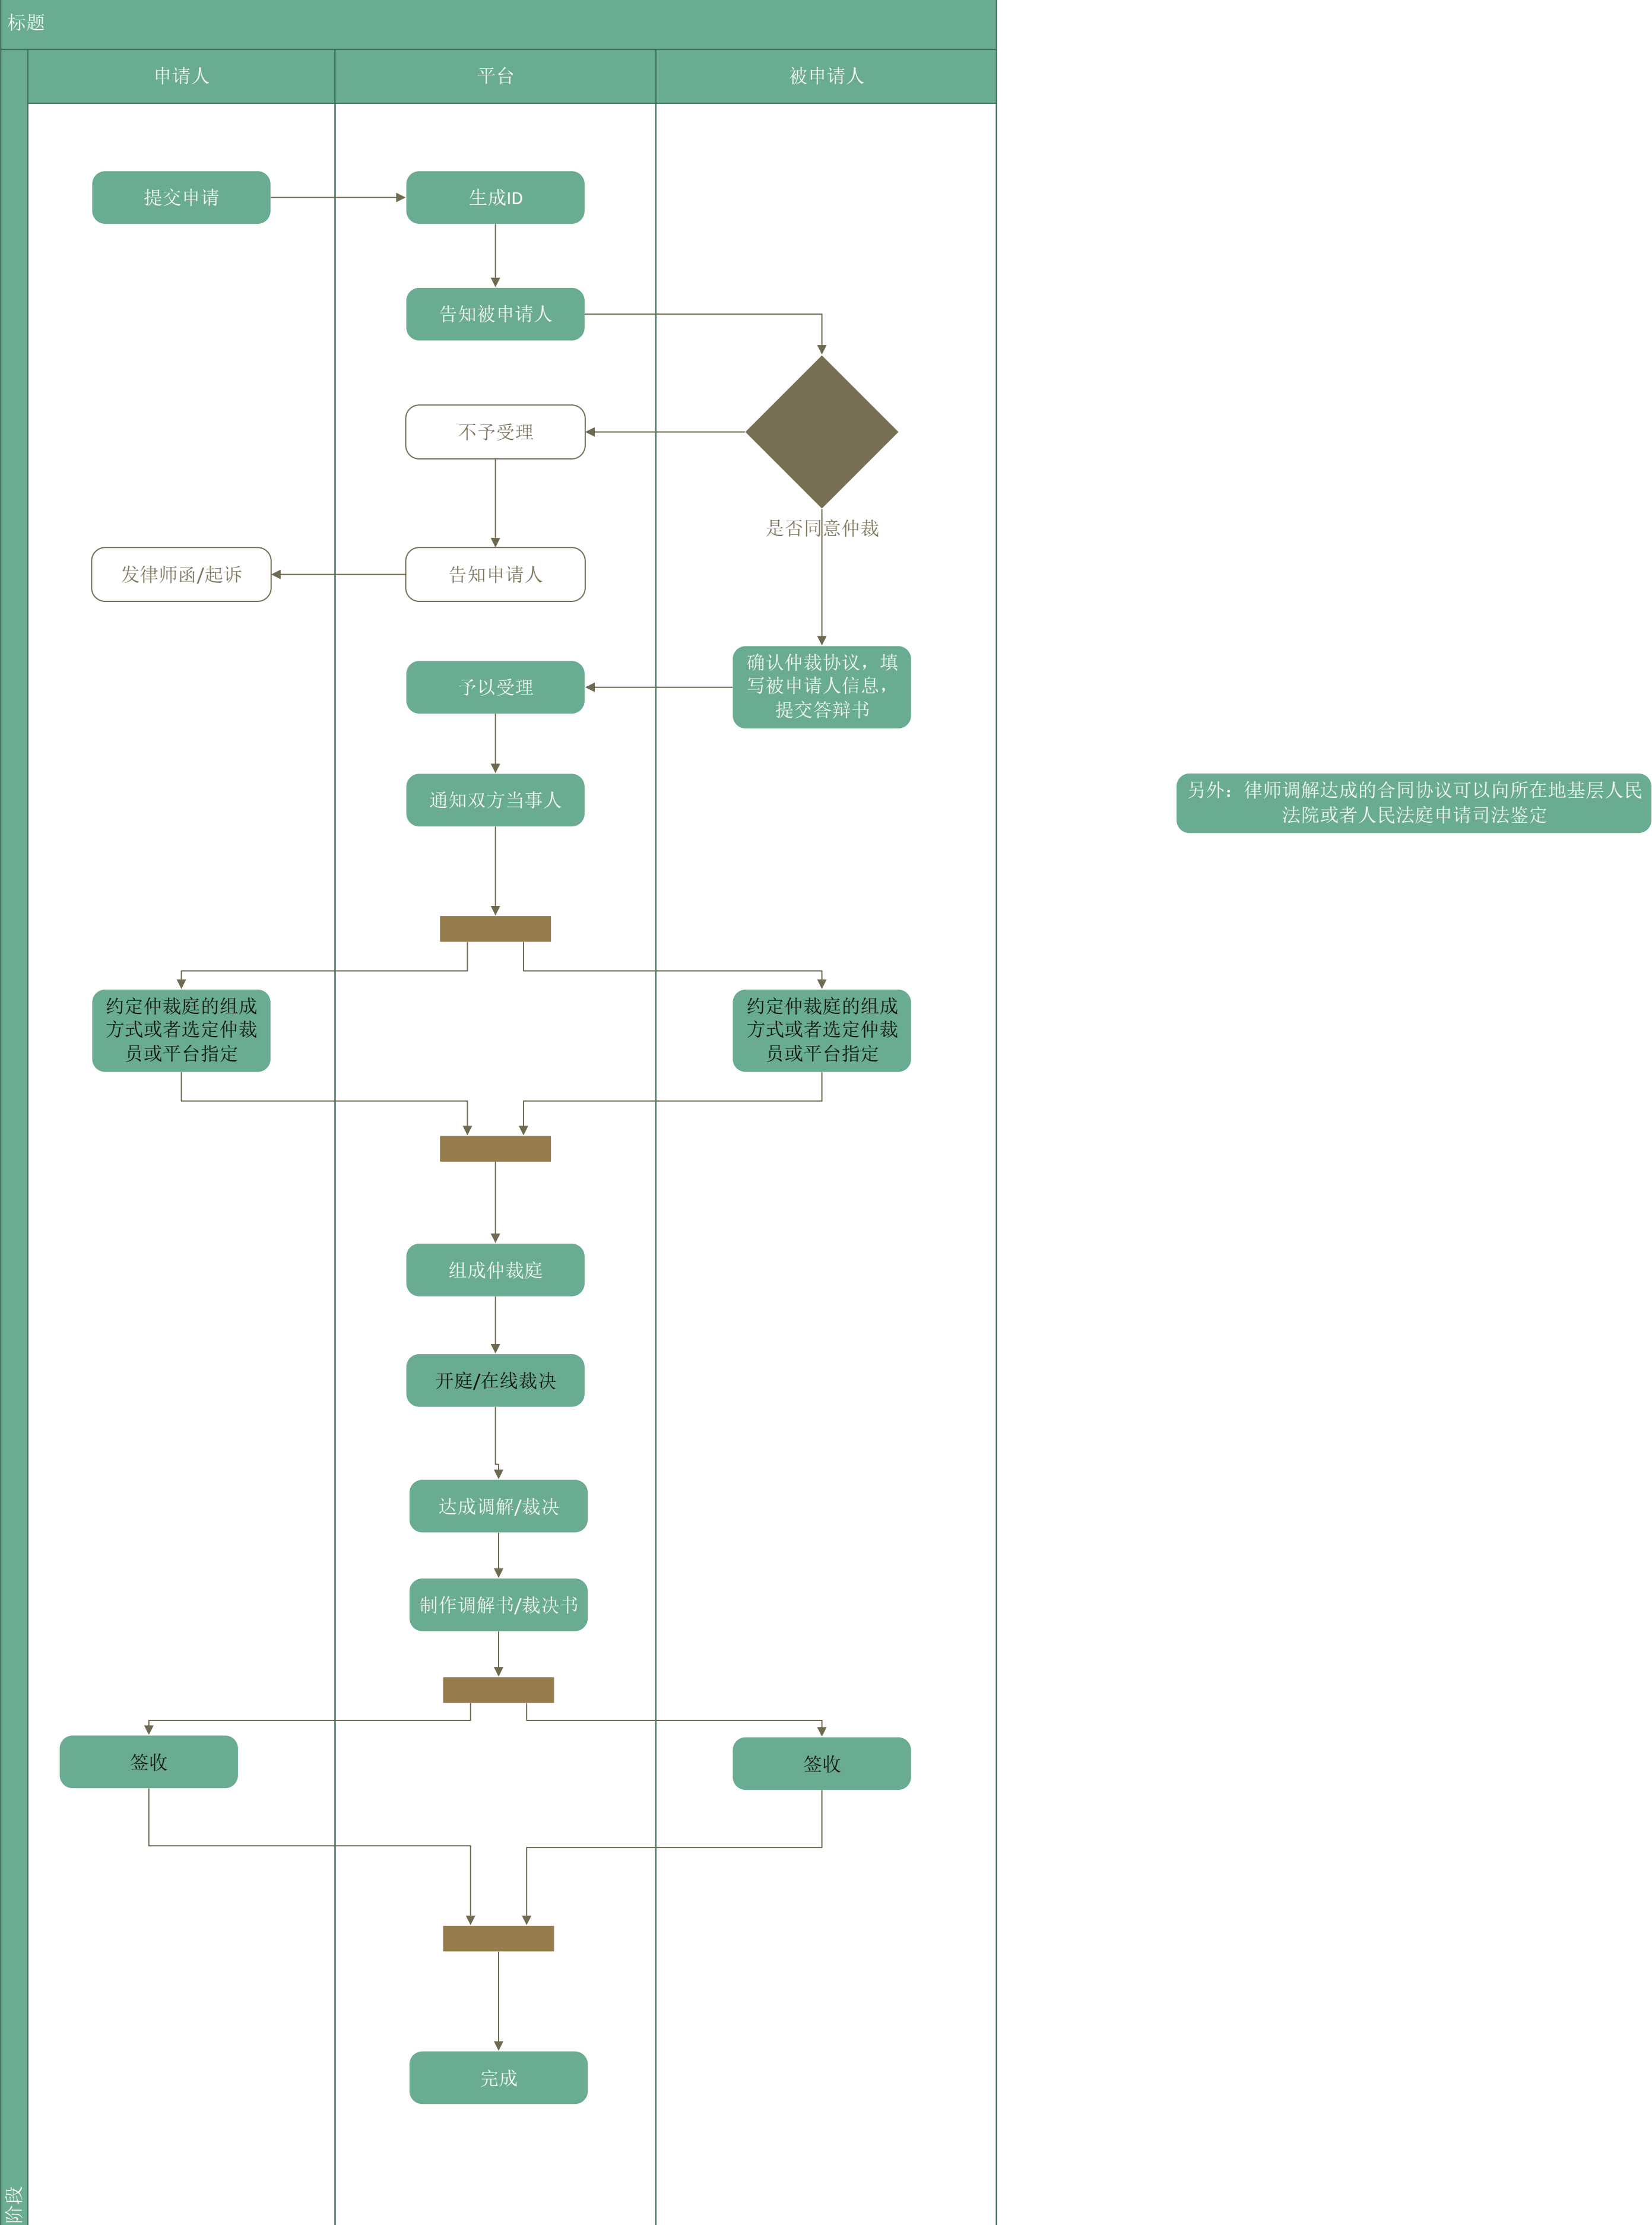 标题
申请人
平台
被申请人
提交申请
生成ID
告知被申请人
不予受理
是否同意仲裁
发律师函/起诉
告知申请人
确认仲裁协议，填
写被申请人信息，
提交答辩书
予以受理
通知双方当事人
另外：律师调解达成的合同协议可以向所在地基层人民
法院或者人民法庭申请司法鉴定
约定仲裁庭的组成
方式或者选定仲裁
员或平台指定
约定仲裁庭的组成
方式或者选定仲裁
员或平台指定
组成仲裁庭
开庭/在线裁决
达成调解/裁决
制作调解书/裁决书
签收
签收
完成
阶段